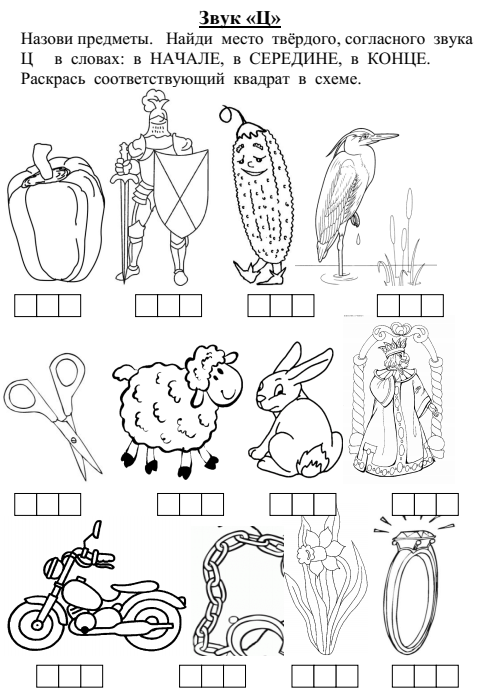 Звук «Ц»
Назови предметы. Найди место твёрдого, согласного звука
Ц в словах: в НАЧАЛЕ, в СЕРЕДИНЕ, в КОНЦЕ.
Раскрась соответствующий квадрат в схеме.